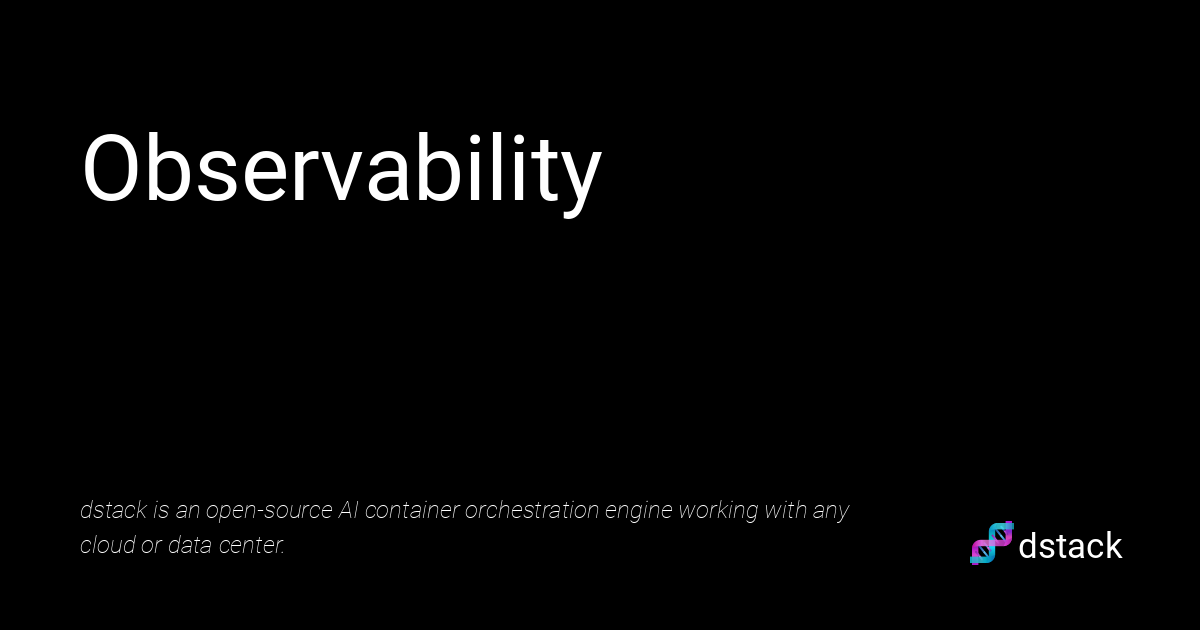 Observability
dstack is an open-source AI container orchestration engine working with any
cloud or data center.
dstack